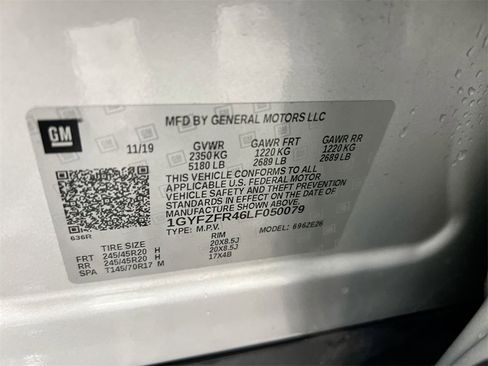 MFD BY GENERAL MOTORS LLC
GM
11/19 GVWR GAWR FRT GAWR RR
2350 KG 1220 KG 1220 KG
5180 LB 2689 LB 2689 LB
THIS VEHICLE CONFORMS TO ALL
APPLICABLE U.S. FEDERAL MOTOR
VEHICLE SAFETY AND THEFT PREVENTION
STANDARDS IN EFFECT ON THE DATE OF
MANUFACTURE SHOWN ABOVE.
1GYFZFR46LF050079
636R
TYPE: M.P.V. MODEL: 696ZE26
TIRE SIZE RIM
FRT 245/45R20 H 20X8.5J
RR 245/45R20 H 20X8.5J
SPA T145/70R17 M 17X4B